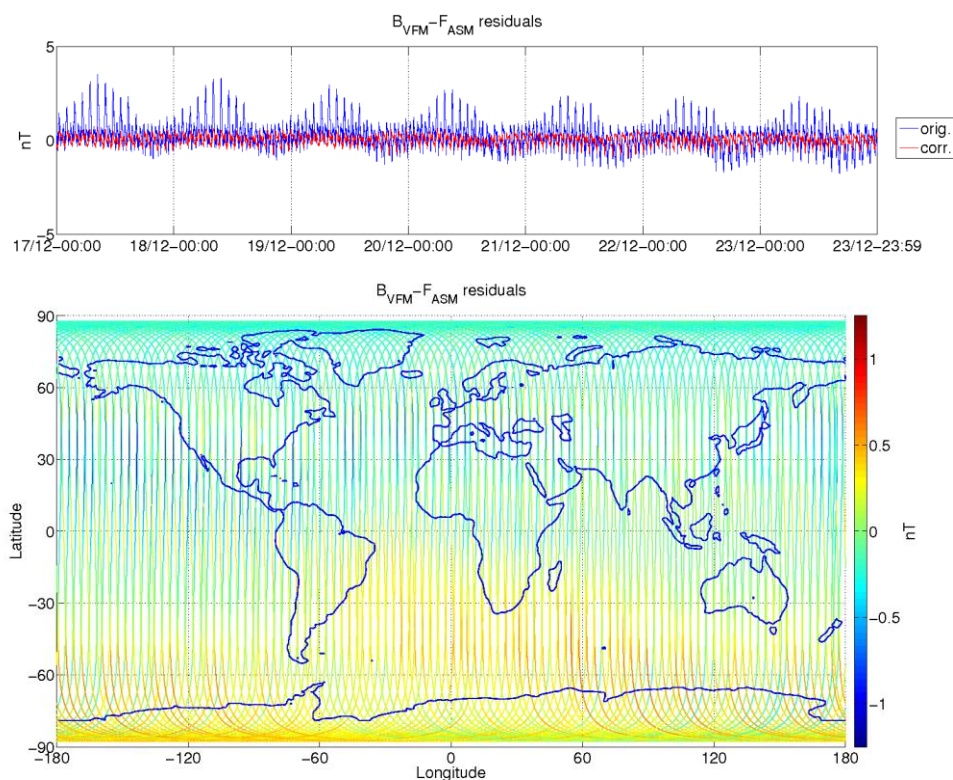 B_VFM−F_ASM residuals
5
0
−5
nT
17/12−00:00 18/12−00:00 19/12−00:00 20/12−00:00 21/12−00:00 22/12−00:00 23/12−00:00 23/12−23:59
orig.
corr.
B_VFM−F_ASM residuals
90
60
30
0
−30
−60
−90
Latitude
−180 −120 −60 0 60 120 180
Longitude
1
0.5
0
−0.5
−1
nT